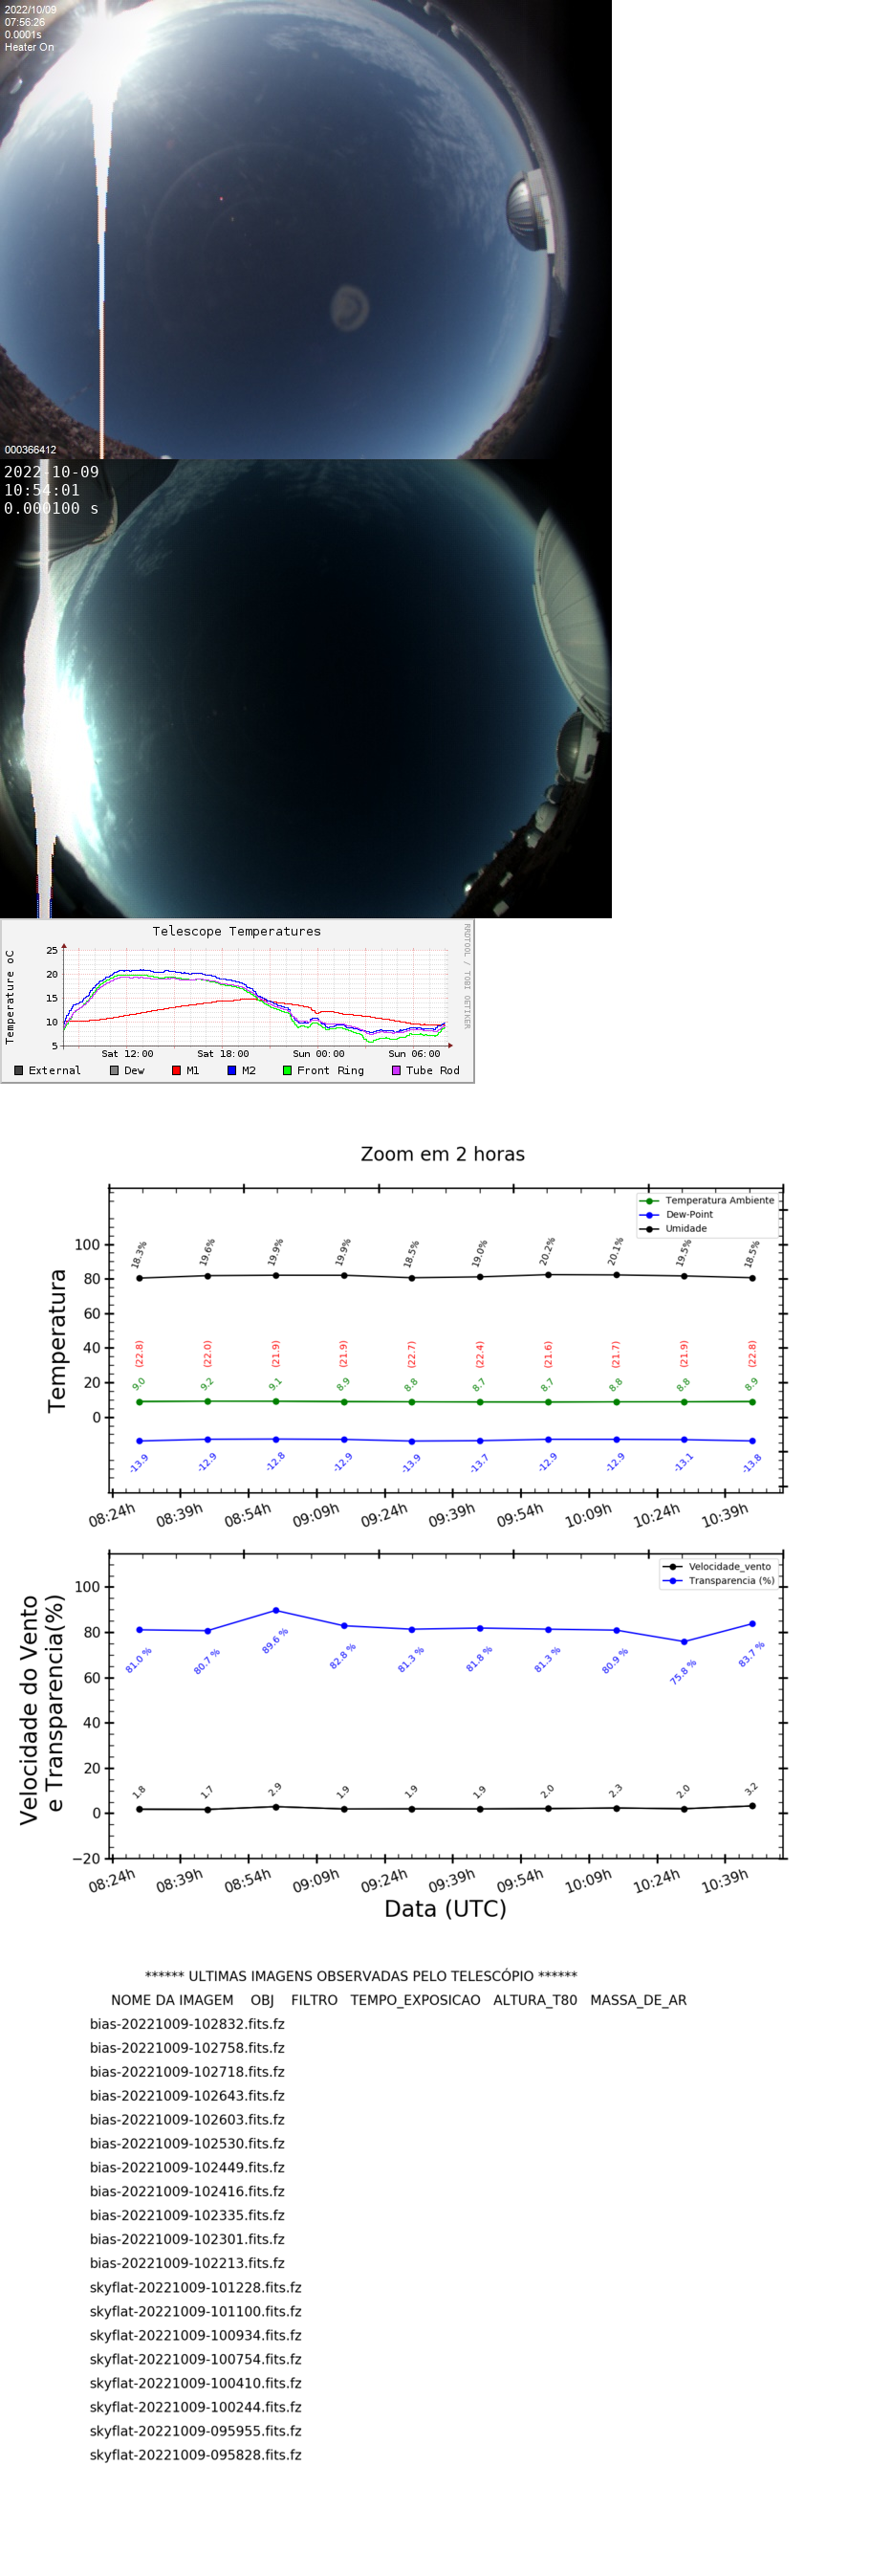 2022/10/09
07:56:26
0.0001s
Heater On
000366412
2022-10-09
10:54:01
0.000100 s
Telescope Temperatures
RRDTOOL / TOBI OETIKER
Temperature oC
25
20
15
10
5
Sat 12:00 Sat 18:00 Sun 00:00 Sun 06:00
External Dew M1 M2 Front Ring Tube Rod
Zoom em 2 horas
Temperatura Ambiente
Dew-Point
Umidade
Temperatura
100
80
60
40
20
0
18.3% 19.6% 19.9% 19.9% 18.5% 19.0% 20.2% 20.1% 19.5% 18.5%
(22.8) (22.0) (21.9) (21.9) (22.7) (22.4) (21.6) (21.7) (21.9) (22.8)
9.0 9.2 9.1 8.9 8.8 8.7 8.7 8.8 8.8 8.9
-13.9 -12.9 -12.8 -12.9 -13.9 -13.7 -12.9 -12.9 -13.1 -13.8
08:24h 08:39h 08:54h 09:09h 09:24h 09:39h 09:54h 10:09h 10:24h 10:39h
Velocidade_vento
Transparencia (%)
Velocidade do Vento
e Transparencia(%)
100
80
60
40
20
0
−20
81.0 % 80.7 % 89.6 % 82.8 % 81.3 % 81.8 % 81.3 % 80.9 % 75.8 % 83.7 %
1.8 1.7 2.9 1.9 1.9 1.9 2.0 2.3 2.0 3.2
08:24h 08:39h 08:54h 09:09h 09:24h 09:39h 09:54h 10:09h 10:24h 10:39h
Data (UTC)
****** ULTIMAS IMAGENS OBSERVADAS PELO TELESCÓPIO ******
NOME DA IMAGEM OBJ FILTRO TEMPO_EXPOSICAO ALTURA_T80 MASSA_DE_AR
bias-20221009-102832.fits.fz
bias-20221009-102758.fits.fz
bias-20221009-102718.fits.fz
bias-20221009-102643.fits.fz
bias-20221009-102603.fits.fz
bias-20221009-102530.fits.fz
bias-20221009-102449.fits.fz
bias-20221009-102416.fits.fz
bias-20221009-102335.fits.fz
bias-20221009-102301.fits.fz
bias-20221009-102213.fits.fz
skyflat-20221009-101228.fits.fz
skyflat-20221009-101100.fits.fz
skyflat-20221009-100934.fits.fz
skyflat-20221009-100754.fits.fz
skyflat-20221009-100410.fits.fz
skyflat-20221009-100244.fits.fz
skyflat-20221009-095955.fits.fz
skyflat-20221009-095828.fits.fz